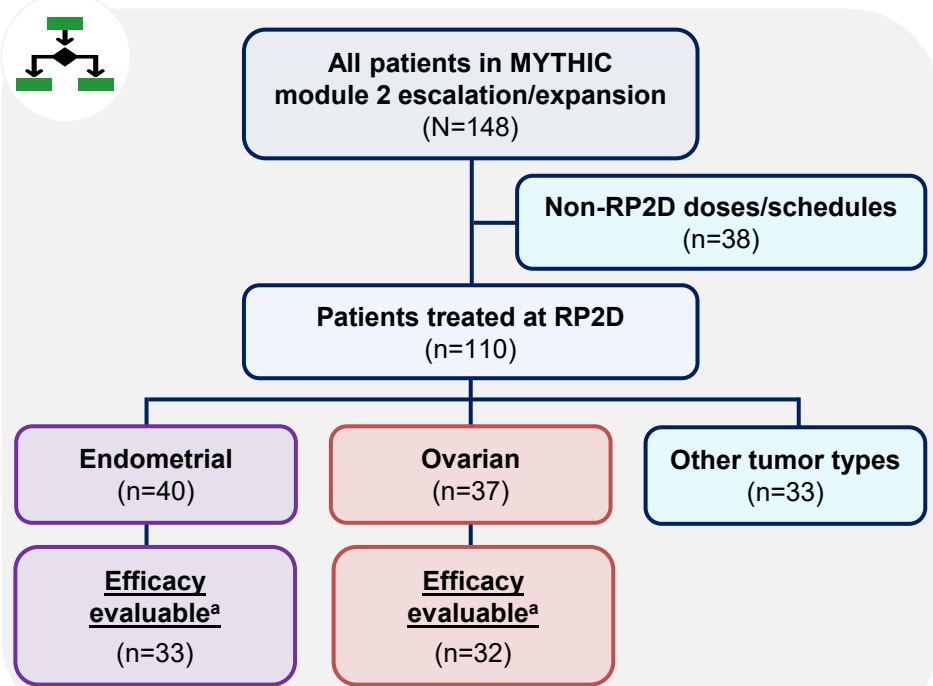 All patients in MYTHIC
module 2 escalation/expansion
(N=148)
Non-RP2D doses/schedules
(n=38)
Patients treated at RP2D
(n=110)
Endometrial
(n=40)
Ovarian
(n=37)
Other tumor types
(n=33)
Efficacy
evaluableᵃ
(n=33)
Efficacy
evaluableᵃ
(n=32)